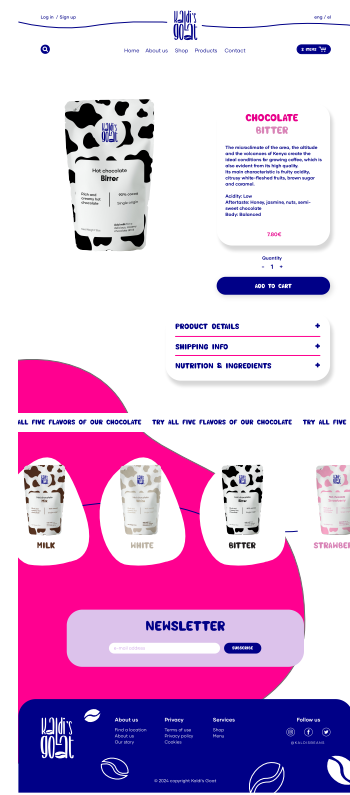 Log in / Sign up
Kaldi's goat
eng / el
Home About us Shop Products Contact
2 ITEMS
Kaldi's goat
Hot chocolate
Bitter
Rich and creamy hot chocolate
90% cocoa
Single origin
CHOCOLATE
BITTER
The microclimate of the area, the altitude
and the volcanoes of Kenya create the
ideal conditions for growing coffee, which is
also evident from its high quality.
Its main characteristic is fruity acidity,
citrusy white-fleshed fruits, brown sugar
and caramel.
Acidity: Low
Aftertaste: Honey, jasmine, nuts, semi-
sweet chocolate
Body: Balanced
7.80€
Quantity
- 1 +
ADD TO CART
PRODUCT DETAILS +
SHIPPING INFO +
NUTRITION & INGREDIENTS +
ALL FIVE FLAVORS OF OUR CHOCOLATE TRY ALL FIVE FLAVORS OF OUR CHOCOLATE TRY ALL FIVE
MILK WHITE BITTER STRAWBER
NEWSLETTER
e-mail address SUBSCRIBE
Kaldi's goat
About us Privacy Services Follow us
Find a location Terms of use Shop
About us Privacy policy Menu
Our story Cookies
@KALDISBEANS
© 2024 copyright Kaldi's Goat